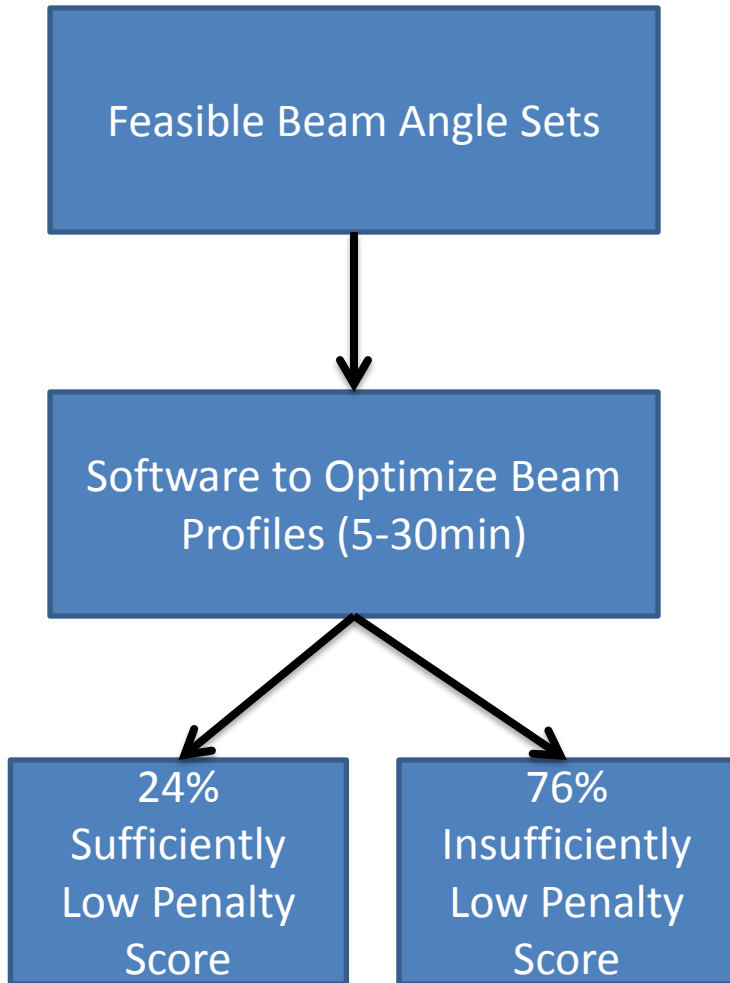 Feasible Beam Angle Sets
Software to Optimize Beam
Profiles (5-30min)
24%
Sufficiently
Low Penalty
Score
76%
Insufficiently
Low Penalty
Score